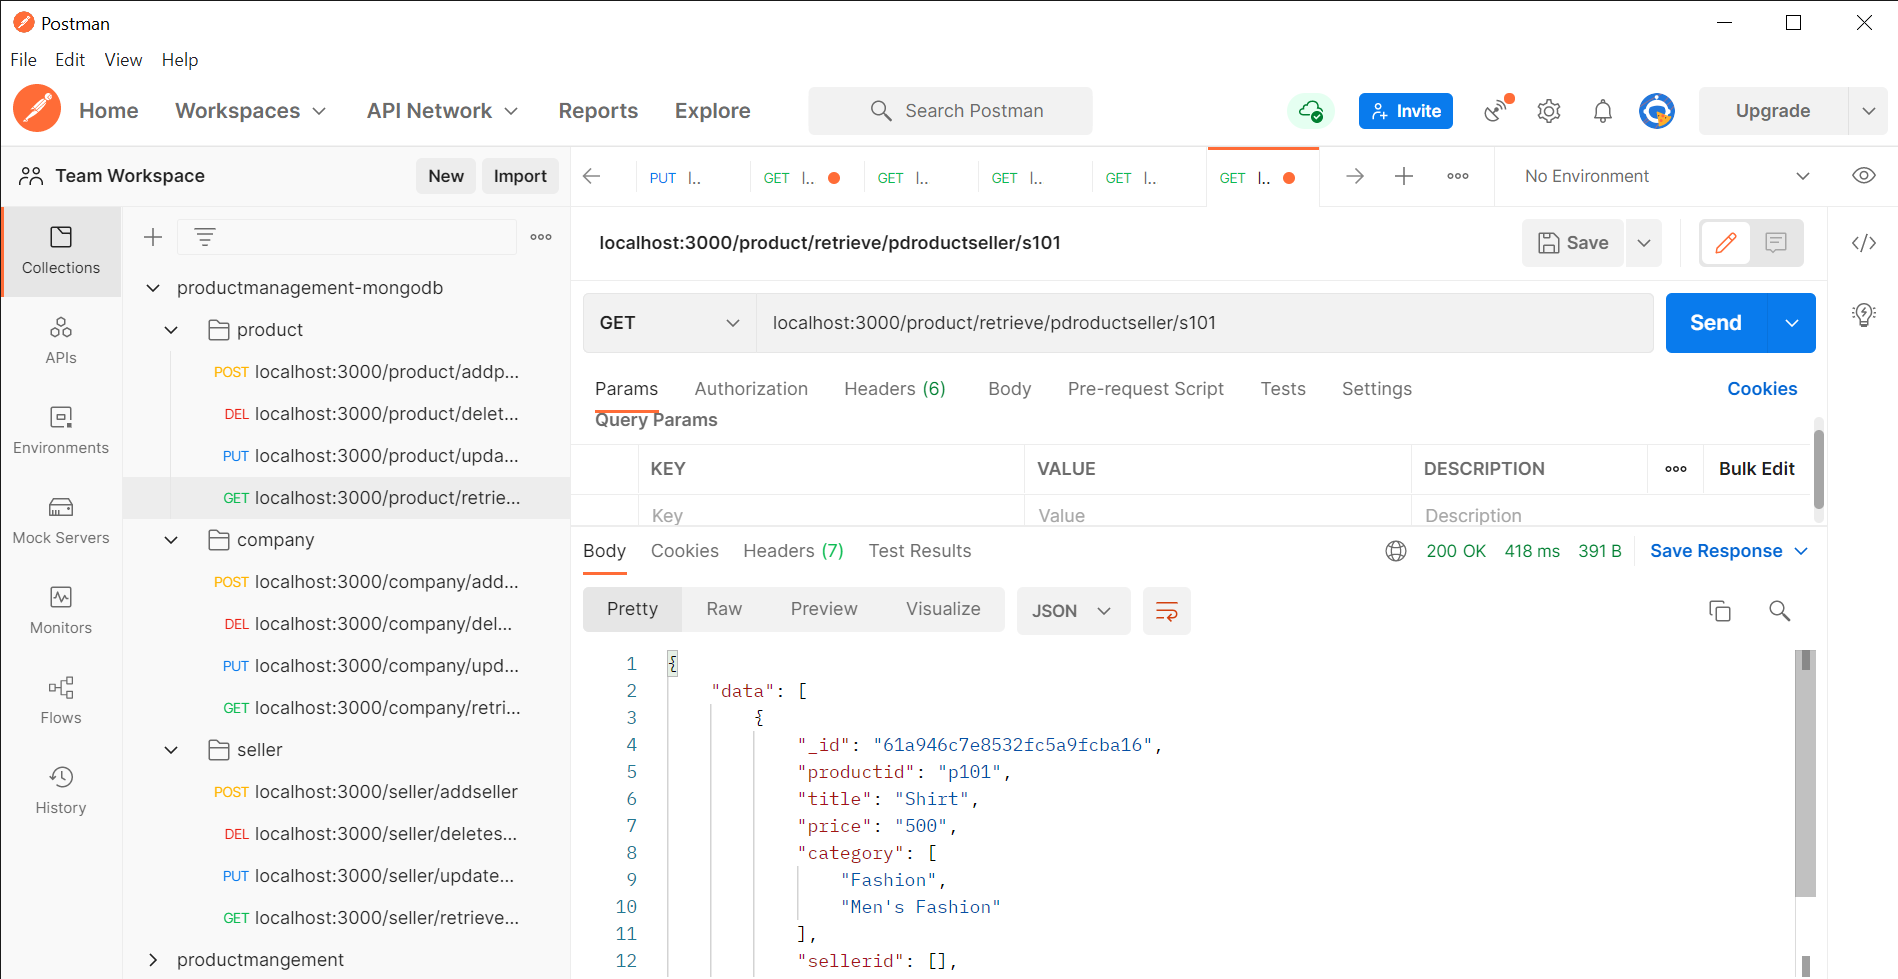 Postman
File Edit View Help
Home Workspaces API Network Reports Explore Search Postman Invite Upgrade
Team Workspace New Import
PUT l.. GET l.. GET l.. GET l.. GET l.. GET l.. No Environment
Collections
APIs
Environments
Mock Servers
Monitors
Flows
History
productmanagement-mongodb
product
POST localhost:3000/product/addp...
DEL localhost:3000/product/delet...
PUT localhost:3000/product/upda...
GET localhost:3000/product/retrie...
company
POST localhost:3000/company/add...
DEL localhost:3000/company/del...
PUT localhost:3000/company/upd...
GET localhost:3000/company/retri...
seller
POST localhost:3000/seller/addseller
DEL localhost:3000/seller/deletes...
PUT localhost:3000/seller/update...
GET localhost:3000/seller/retrieve...
productmangement
localhost:3000/product/retrieve/pdroductseller/s101 Save
GET localhost:3000/product/retrieve/pdroductseller/s101 Send
Params Authorization Headers (6) Body Pre-request Script Tests Settings Cookies
Query Params
KEY VALUE DESCRIPTION Bulk Edit
Key Value Description
Body Cookies Headers (7) Test Results 200 OK 418 ms 391 B Save Response
Pretty Raw Preview Visualize JSON
1 {
2 "data": [
3 {
4 "_id": "61a946c7e8532fc5a9fcba16",
5 "productid": "p101",
6 "title": "Shirt",
7 "price": "500",
8 "category": [
9 "Fashion",
10 "Men's Fashion"
11 ],
12 "sellerid": [],